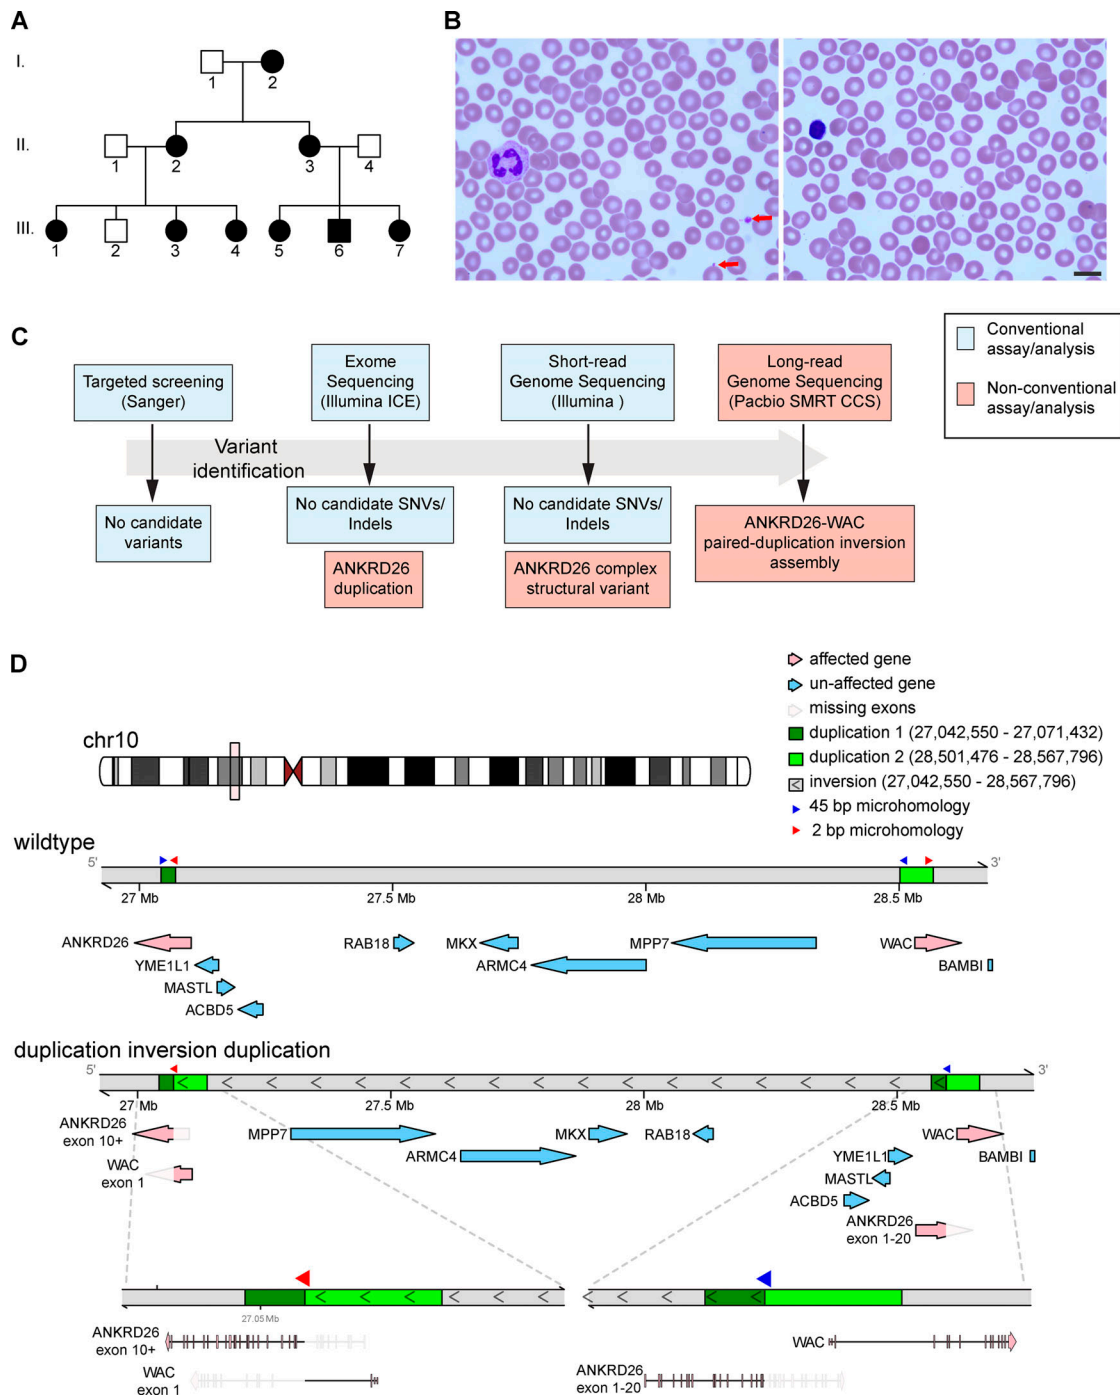 A
I.
1
2
II.
1
2
3
4
III.
1
2
3
4
5
6
7
B
C
Conventional
assay/analysis
Non-conventional
assay/analysis
Targeted screening
(Sanger)
Exome
Sequencing
(Illumina ICE)
Short-read
Genome Sequencing
(Illumina )
Long-read
Genome Sequencing
(Pacbio SMRT CCS)
Variant
identification
No candidate
variants
No candidate SNVs/
Indels
No candidate SNVs/
Indels
ANKRD26-WAC
paired-duplication inversion
assembly
ANKRD26
duplication
ANKRD26 complex
structural variant
D
affected gene
un-affected gene
missing exons
duplication 1 (27,042,550 - 27,071,432)
duplication 2 (28,501,476 - 28,567,796)
inversion (27,042,550 - 28,567,796)
45 bp microhomology
2 bp microhomology
chr10
wildtype
5'
3'
27 Mb
27.5 Mb
28 Mb
28.5 Mb
ANKRD26
RAB18
MKX
MPP7
WAC
YME1L1
ARMC4
BAMBI
MASTL
ACBD5
duplication inversion duplication
5'
3'
27 Mb
27.5 Mb
28 Mb
28.5 Mb
ANKRD26
exon 10+
MPP7
MKX
RAB18
WAC
ARMC4
YME1L1
BAMBI
WAC
exon 1
MASTL
ACBD5
ANKRD26
exon 1-20
27.05 Mb
ANKRD26
exon 10+
WAC
WAC
exon 1
ANKRD26
exon 1-20